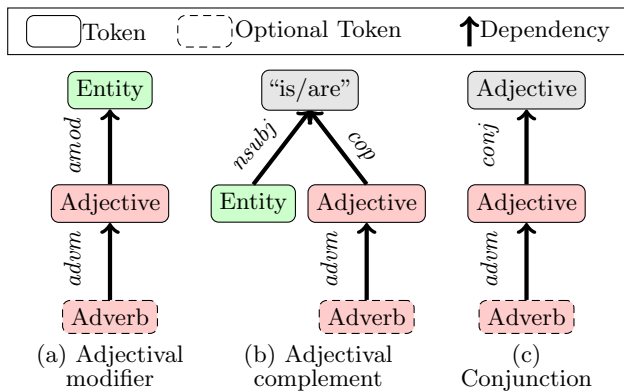 Token Optional Token Dependency
Entity “is/are” Adjective
amod nsubj cop conj
Adjective Entity Adjective Adjective
advm advm advm
Adverb Adverb Adverb
(a) Adjectival (b) Adjectival (c)
modifier complement Conjunction